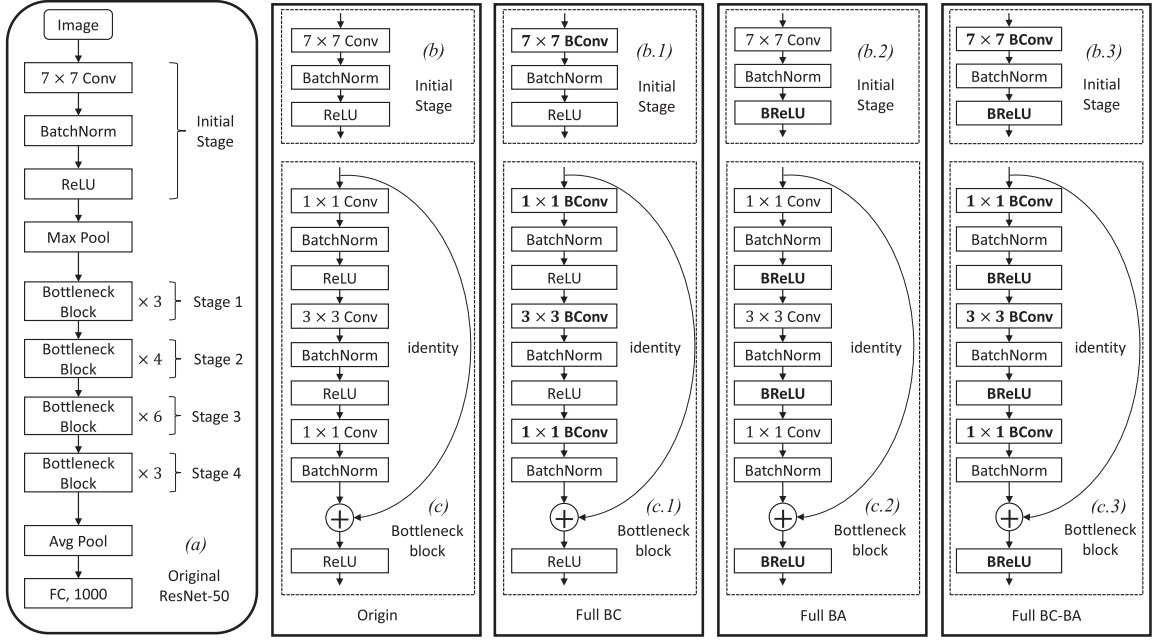 Image
7 × 7 Conv
BatchNorm
ReLU
Initial
Stage
Max Pool
Bottleneck
Block
× 3
Stage 1
Bottleneck
Block
× 4
Stage 2
Bottleneck
Block
× 6
Stage 3
Bottleneck
Block
× 3
Stage 4
Avg Pool
FC, 1000
(a)
Original
ResNet-50
7 × 7 Conv
BatchNorm
ReLU
(b)
Initial
Stage
1 × 1 Conv
BatchNorm
ReLU
3 × 3 Conv
BatchNorm
ReLU
1 × 1 Conv
BatchNorm
+
ReLU
identity
(c)
Bottleneck
block
Origin
7 × 7 BConv
BatchNorm
ReLU
(b.1)
Initial
Stage
1 × 1 BConv
BatchNorm
ReLU
3 × 3 BConv
BatchNorm
ReLU
1 × 1 BConv
BatchNorm
+
ReLU
identity
(c.1)
Bottleneck
block
Full BC
7 × 7 Conv
BatchNorm
BReLU
(b.2)
Initial
Stage
1 × 1 Conv
BatchNorm
BReLU
3 × 3 Conv
BatchNorm
BReLU
1 × 1 Conv
BatchNorm
+
BReLU
identity
(c.2)
Bottleneck
block
Full BA
7 × 7 BConv
BatchNorm
BReLU
(b.3)
Initial
Stage
1 × 1 BConv
BatchNorm
BReLU
3 × 3 BConv
BatchNorm
BReLU
1 × 1 BConv
BatchNorm
+
BReLU
identity
(c.3)
Bottleneck
block
Full BC-BA